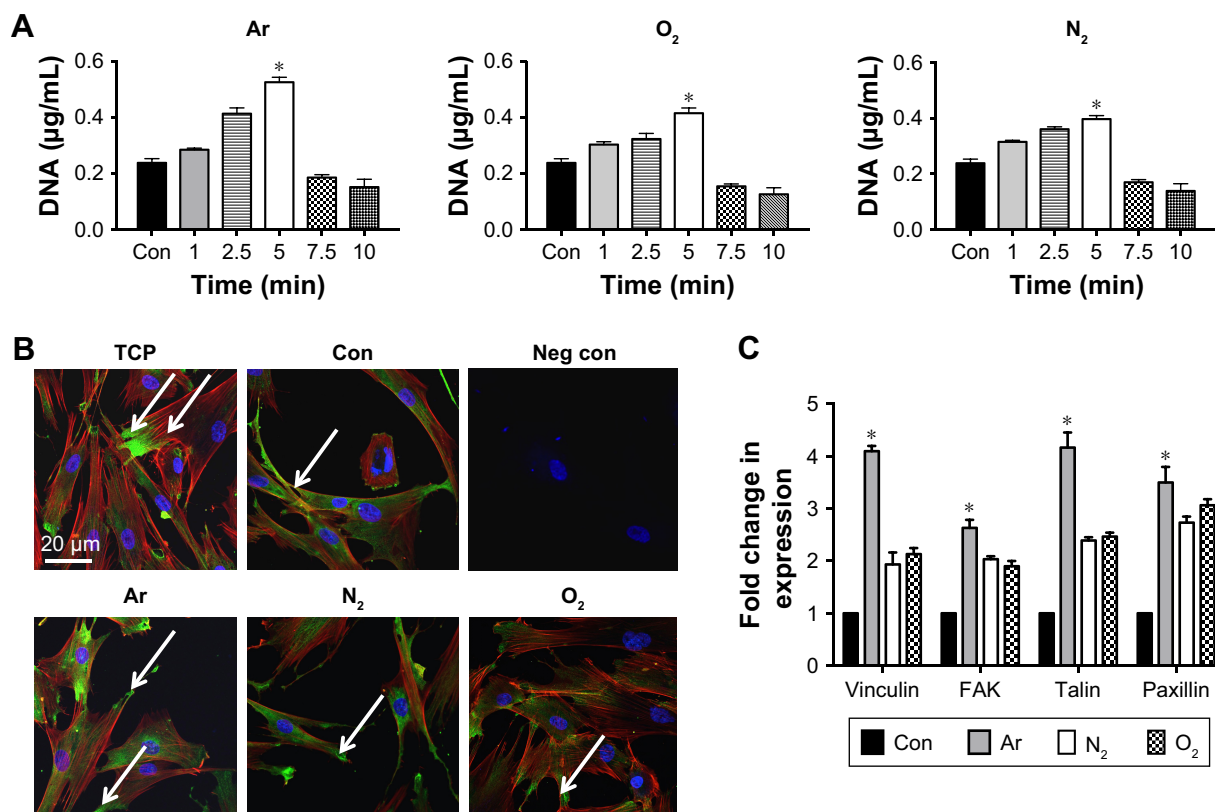 A
Ar
O₂
N₂
DNA (µg/mL)
0.6
0.4
0.2
0.0
*
Con 1 2.5 5 7.5 10
Time (min)
DNA (µg/mL)
0.6
0.4
0.2
0.0
*
Con 1 2.5 5 7.5 10
Time (min)
DNA (µg/mL)
0.6
0.4
0.2
0.0
*
Con 1 2.5 5 7.5 10
Time (min)
B
TCP
Con
Neg con
20 µm
Ar
N₂
O₂
C
Fold change in
expression
5
4
3
2
1
0
*
*
*
*
Vinculin FAK Talin Paxillin
Con Ar N₂ O₂